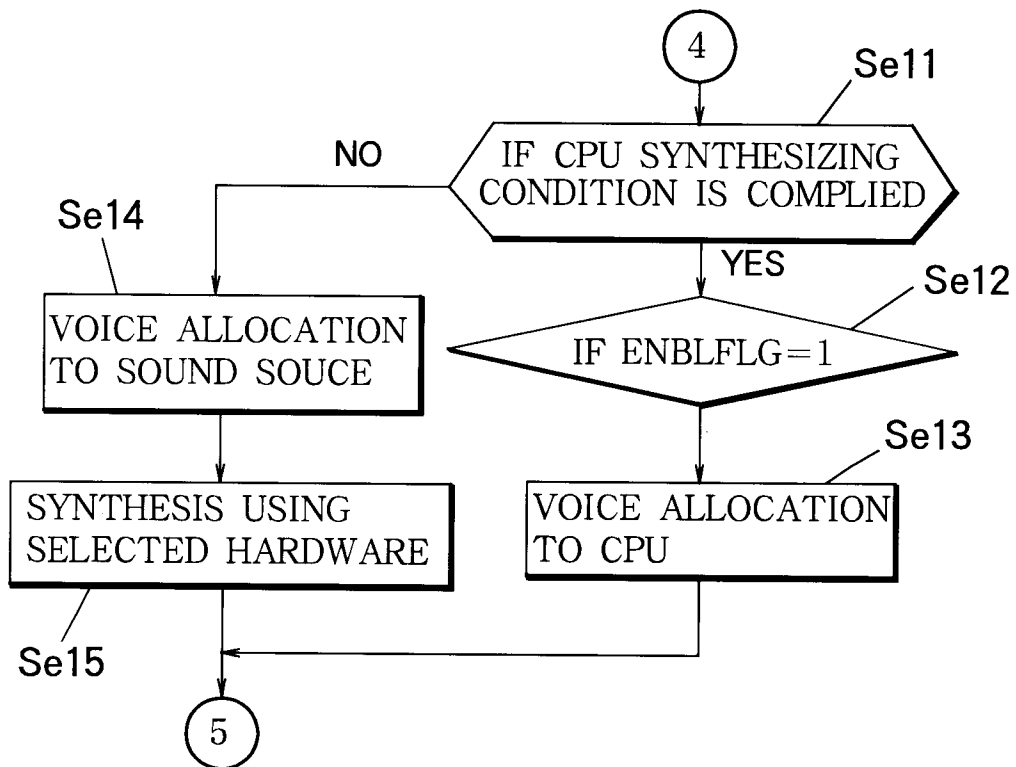 4
Se11
IF CPU SYNTHESIZING
CONDITION IS COMPLIED
NO
YES
Se14
VOICE ALLOCATION
TO SOUND SOUCE
Se12
IF ENBLFLG=1
Se13
SYNTHESIS USING
SELECTED HARDWARE
VOICE ALLOCATION
TO CPU
Se15
5